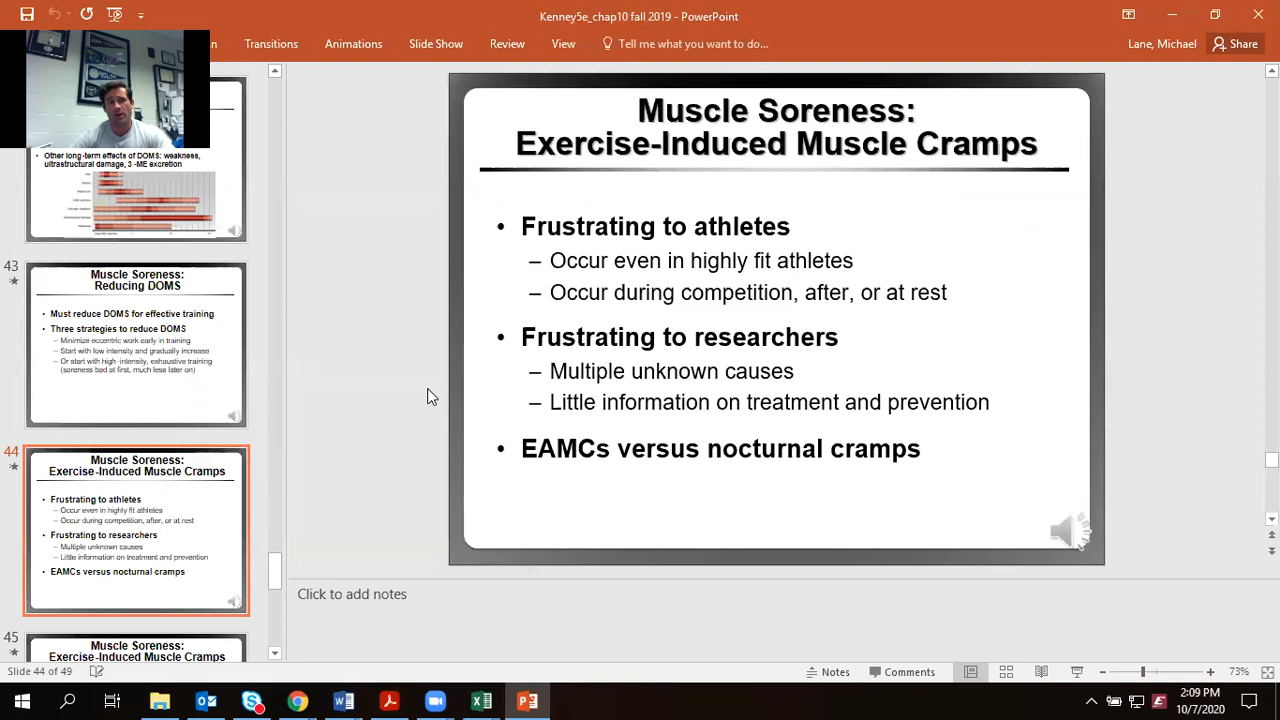 Kenney5e_chap10 fall 2019 - PowerPoint
Transitions Animations Slide Show Review View Tell me what you want to do... Lane, Michael Share
Other long-term effects of DOMS: weakness,
ultrastructural damage, 3 -ME excretion
43
Muscle Soreness:
Reducing DOMS
• Must reduce DOMS for effective training
• Three strategies to reduce DOMS
– Minimize eccentric work early in training
– Start with low intensity and gradually increase
– Or start with high -intensity, exhaustive training
(soreness bad at first, much less later on)
44
Muscle Soreness:
Exercise-Induced Muscle Cramps
• Frustrating to athletes
– Occur even in highly fit athletes
– Occur during competition, after, or at rest
• Frustrating to researchers
– Multiple unknown causes
– Little information on treatment and prevention
• EAMCs versus nocturnal cramps
45
Muscle Soreness:
Exercise-Induced Muscle Cramps
Muscle Soreness:
Exercise-Induced Muscle Cramps
• Frustrating to athletes
– Occur even in highly fit athletes
– Occur during competition, after, or at rest
• Frustrating to researchers
– Multiple unknown causes
– Little information on treatment and prevention
• EAMCs versus nocturnal cramps
Click to add notes
Slide 44 of 49 Notes Comments 73%
2:09 PM
10/7/2020